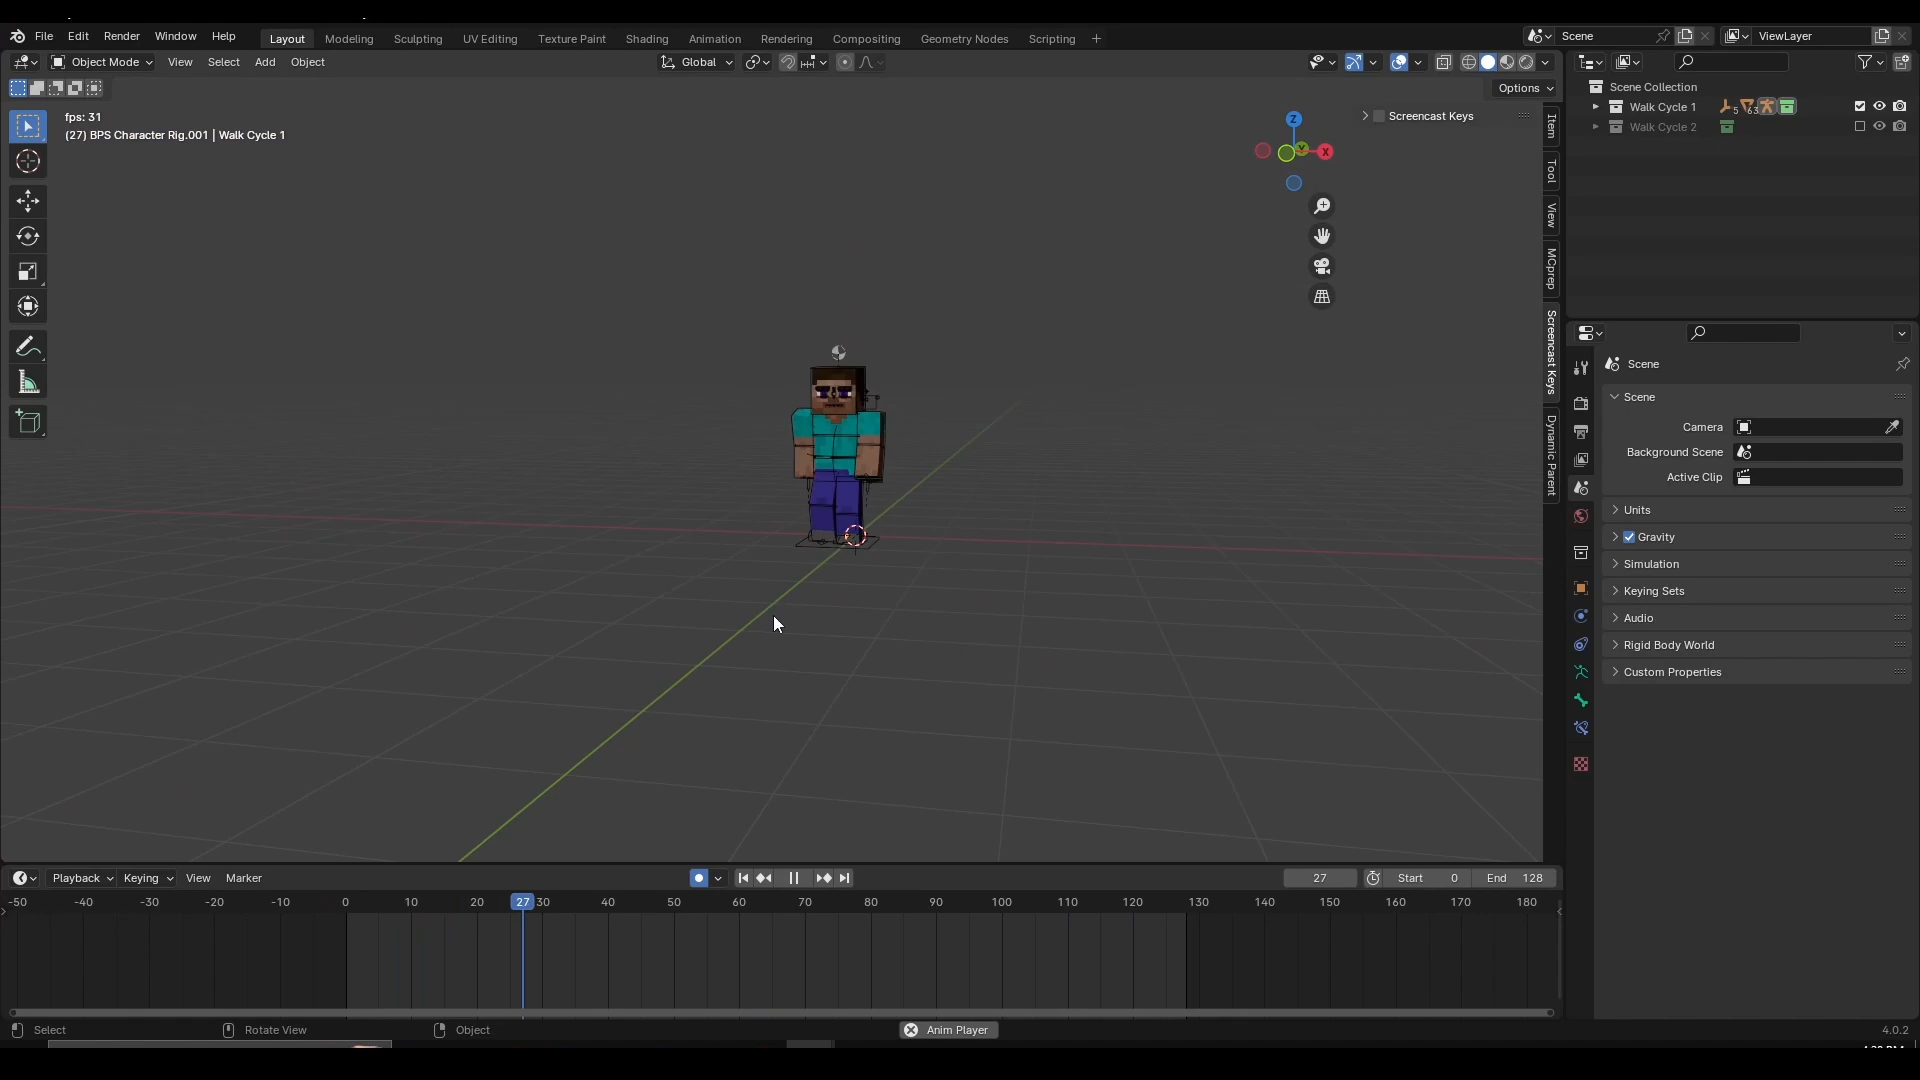 File Edit Render Window Help Layout Modeling Sculpting UV Editing Texture Paint Shading Animation Rendering Compositing Geometry Nodes Scripting + Scene ViewLayer
Object Mode View Select Add Object Global
Options
fps: 31
(27) BPS Character Rig.001 | Walk Cycle 1
Screencast Keys
Z
Y
X
Item
Tool
View
MCprep
Screencast Keys
Dynamic Parent
Scene Collection
Walk Cycle 1 5 63
Walk Cycle 2
Scene
Scene
Camera
Background Scene
Active Clip
Units
Gravity
Simulation
Keying Sets
Audio
Rigid Body World
Custom Properties
Playback Keying View Marker 27 Start 0 End 128
-50 -40 -30 -20 -10 0 10 20 27 30 40 50 60 70 80 90 100 110 120 130 140 150 160 170 180
Select Rotate View Object Anim Player 4.0.2